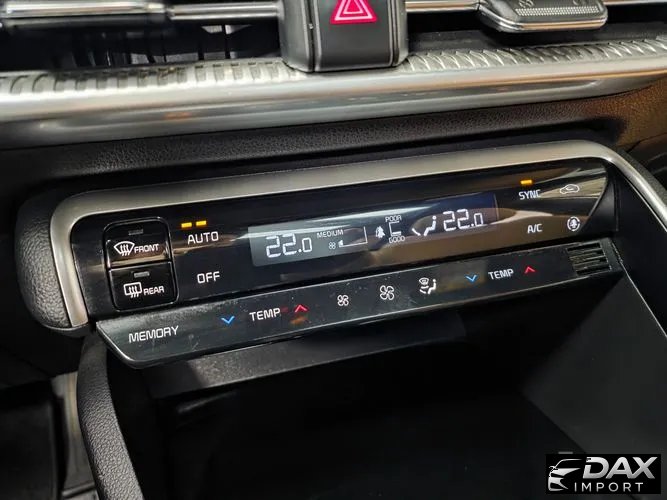 FRONT
REAR
AUTO
OFF
22.0
MEDIUM
POOR
GOOD
22.0
SYNC
A/C
MEMORY
TEMP
TEMP
DAX
IMPORT